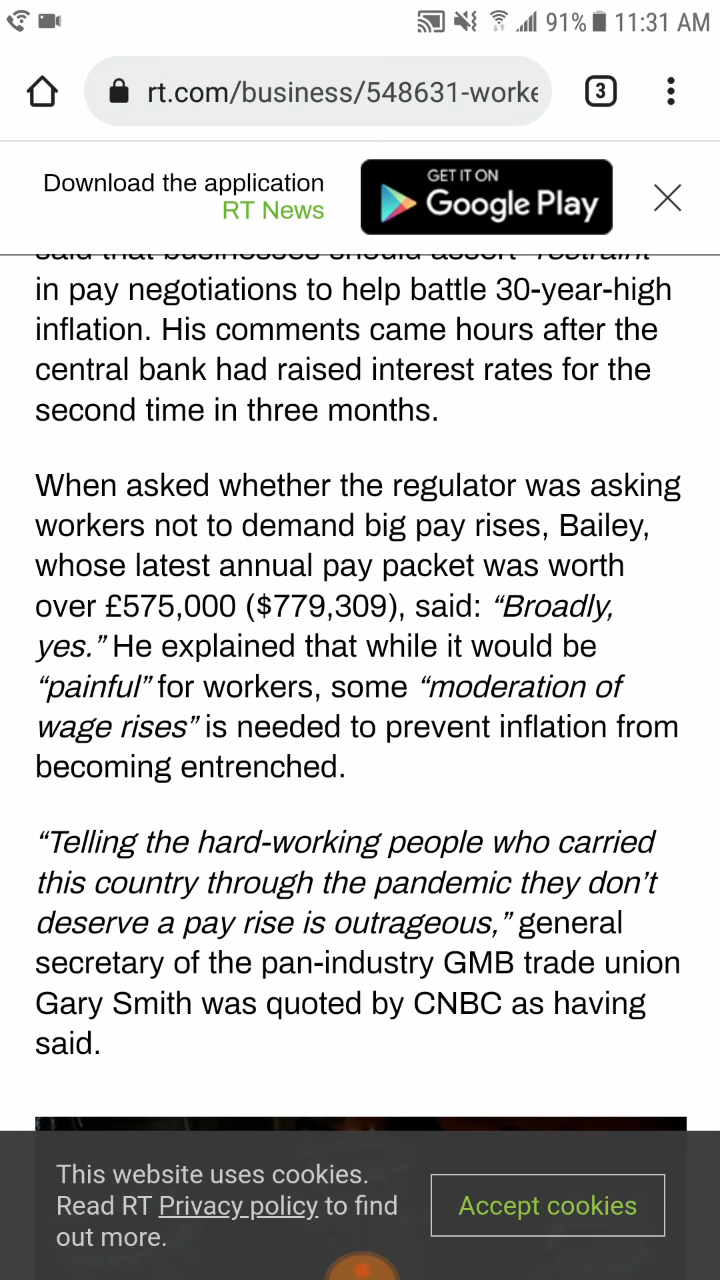 91% 11:31 AM
rt.com/business/548631-worke
3
Download the application
RT News
GET IT ON
Google Play
said that businesses should assert “restraint”
in pay negotiations to help battle 30-year-high
inflation. His comments came hours after the
central bank had raised interest rates for the
second time in three months.
When asked whether the regulator was asking
workers not to demand big pay rises, Bailey,
whose latest annual pay packet was worth
over £575,000 ($779,309), said: “Broadly,
yes.” He explained that while it would be
“painful” for workers, some “moderation of
wage rises” is needed to prevent inflation from
becoming entrenched.
“Telling the hard-working people who carried
this country through the pandemic they don’t
deserve a pay rise is outrageous,” general
secretary of the pan-industry GMB trade union
Gary Smith was quoted by CNBC as having
said.
This website uses cookies.
Read RT Privacy policy to find
out more.
Accept cookies